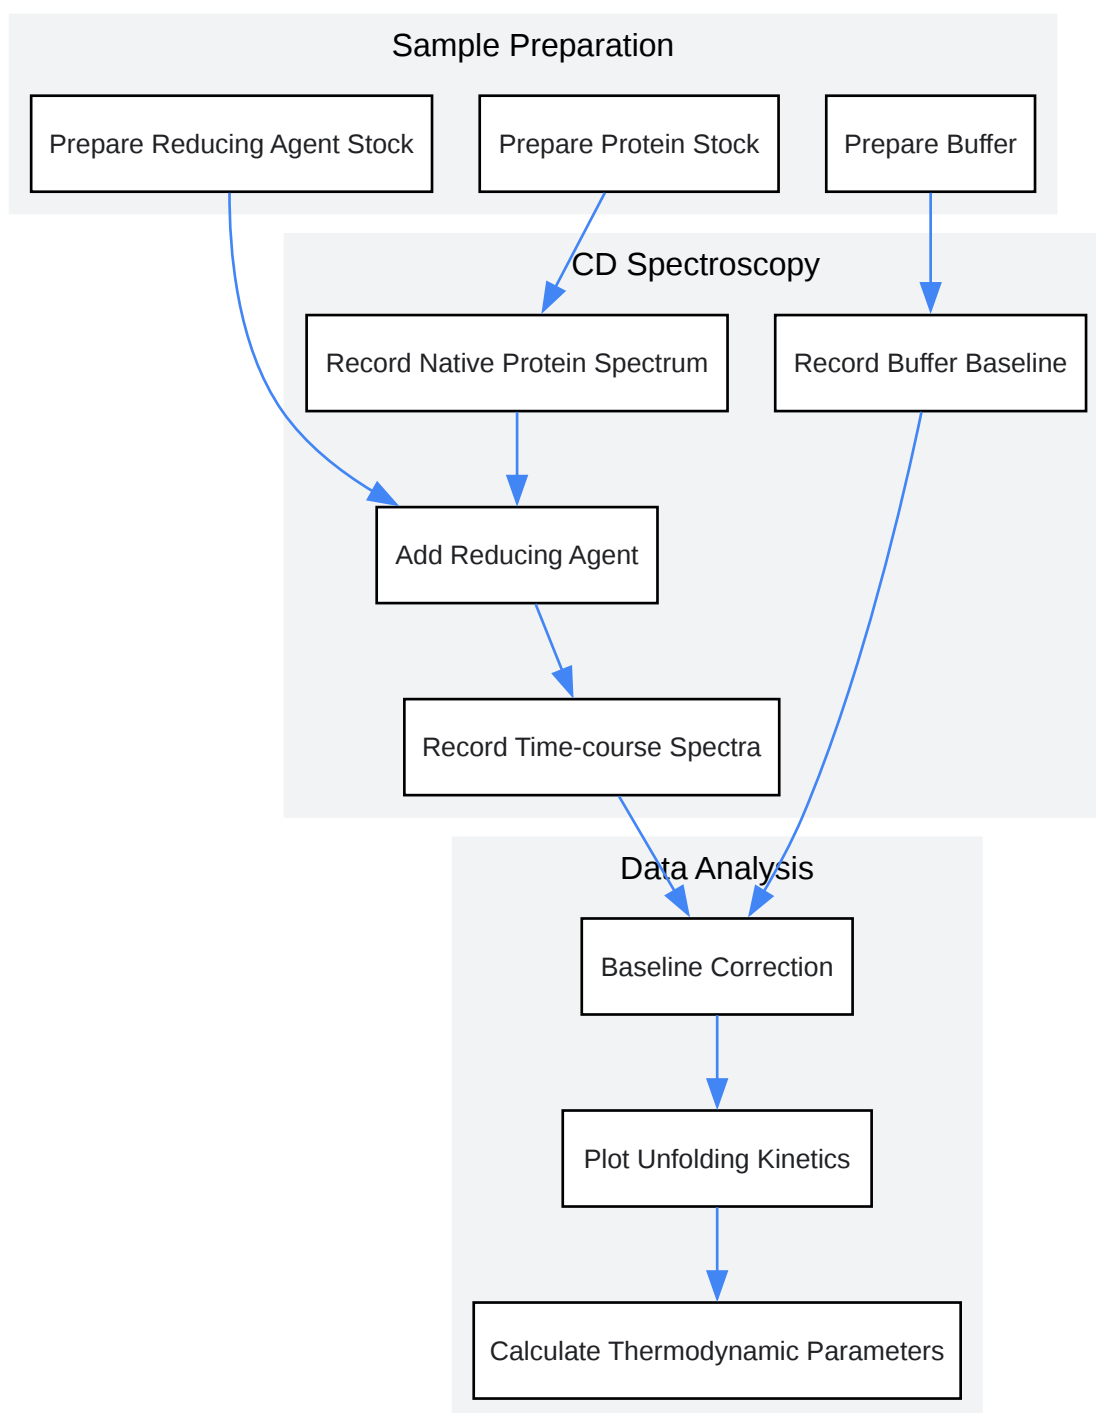 Sample Preparation
Prepare Reducing Agent Stock
Prepare Protein Stock
Prepare Buffer
CD Spectroscopy
Record Native Protein Spectrum
Record Buffer Baseline
Add Reducing Agent
Record Time-course Spectra
Data Analysis
Baseline Correction
Plot Unfolding Kinetics
Calculate Thermodynamic Parameters